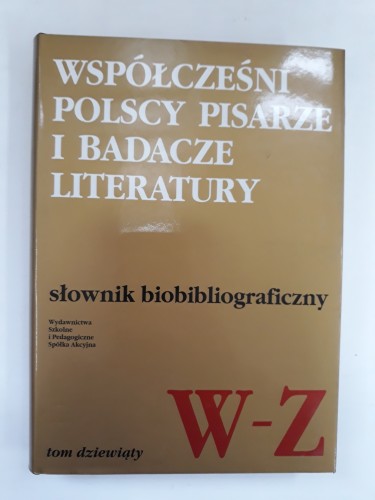 WSPÓŁCZEŚNI
POLSCY PISARZE
I BADACZE
LITERATURY
słownik biobibliograficzny
Wydawnictwa
Szkolne
i Pedagogiczne
Spółka Akcyjna
W-Z
tom dziewiąty